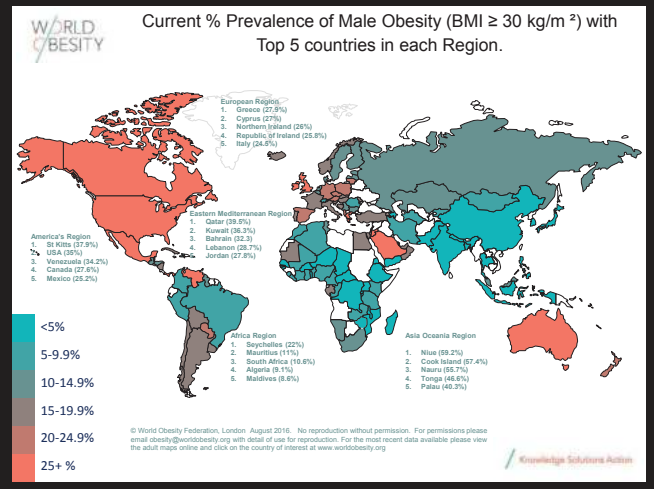 W RLD
OBESITY
Current % Prevalence of Male Obesity (BMI ≥ 30 kg/m ²) with
Top 5 countries in each Region.
European Region
1. Greece (27.9%)
2. Cyprus (27%)
3. Northern Ireland (26%)
4. Republic of Ireland (25.8%)
5. Italy (24.6%)
Eastern Mediterranean Region
1. Qatar (39.5%)
2. Kuwait (36.3%)
3. Bahrain (32.3)
4. Lebanon (28.7%)
5. Jordan (27.8%)
America's Region
1. St Kitts (37.9%)
2. USA (35%)
3. Venezuela (34.2%)
4. Canada (27.6%)
5. Mexico (25.2%)
Africa Region
1. Seychelles (22%)
2. Mauritius (11%)
3. South Africa (10.6%)
4. Algeria (9.1%)
5. Maldives (8.6%)
Asia Oceania Region
1. Niue (59.2%)
2. Cook Island (57.4%)
3. Nauru (55.7%)
4. Tonga (46.6%)
5. Palau (40.3%)
<5%
5-9.9%
10-14.9%
15-19.9%
20-24.9%
25+ %
© World Obesity Federation, London August 2016. No reproduction without permission. For permissions please
email obesity@worldobesity.org with detail of use for reproduction. For the most recent data available please view
the adult maps online and click on the country of interest at www.worldobesity.org
Knowledge Solutions Action